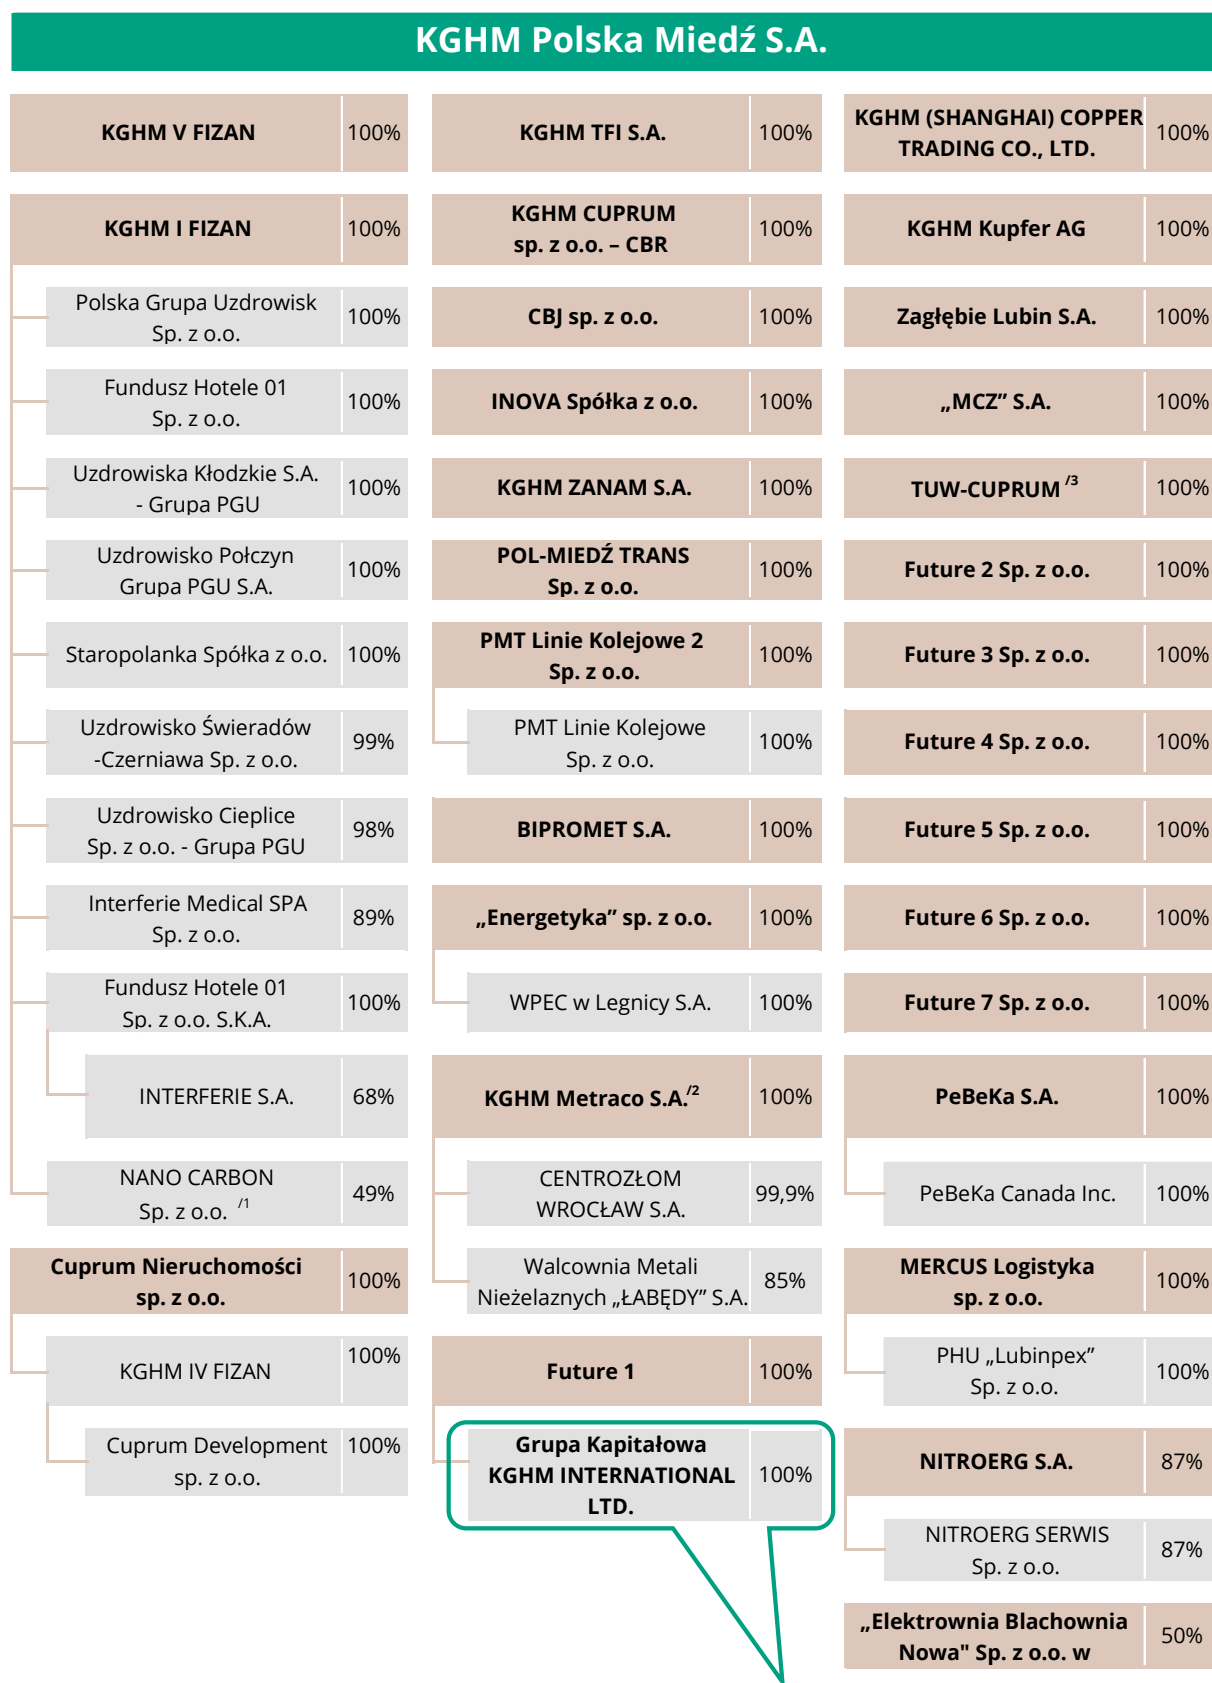 KGHM Polska Miedź S.A.
KGHM V FIZAN
100%
KGHM I FIZAN
100%
Polska Grupa Uzdrowisk
Sp. z o.o.
100%
Fundusz Hotele 01
Sp. z o.o.
100%
Uzdrowiska Kłodzkie S.A.
- Grupa PGU
100%
Uzdrowisko Połczyn
Grupa PGU S.A.
100%
Staropolanka Spółka z o.o.
100%
Uzdrowisko Świeradów
-Czerniawa Sp. z o.o.
99%
Uzdrowisko Cieplice
Sp. z o.o. - Grupa PGU
98%
Interferie Medical SPA
Sp. z o.o.
89%
Fundusz Hotele 01
Sp. z o.o. S.K.A.
100%
INTERFERIE S.A.
68%
NANO CARBON
Sp. z o.o. /1
49%
Cuprum Nieruchomości
sp. z o.o.
100%
KGHM IV FIZAN
100%
Cuprum Development
sp. z o.o.
100%
KGHM TFI S.A.
100%
KGHM CUPRUM
sp. z o.o. – CBR
100%
CBJ sp. z o.o.
100%
INOVA Spółka z o.o.
100%
KGHM ZANAM S.A.
100%
POL-MIEDŹ TRANS
Sp. z o.o.
100%
PMT Linie Kolejowe 2
Sp. z o.o.
100%
PMT Linie Kolejowe
Sp. z o.o.
100%
BIPROMET S.A.
100%
„Energetyka” sp. z o.o.
100%
WPEC w Legnicy S.A.
100%
KGHM Metraco S.A./2
100%
CENTROZŁOM
WROCŁAW S.A.
99,9%
Walcownia Metali
Nieżelaznych „ŁABĘDY” S.A.
85%
Future 1
100%
Grupa Kapitałowa
KGHM INTERNATIONAL
LTD.
100%
KGHM (SHANGHAI) COPPER
TRADING CO., LTD.
100%
KGHM Kupfer AG
100%
Zagłębie Lubin S.A.
100%
„MCZ” S.A.
100%
TUW-CUPRUM /3
100%
Future 2 Sp. z o.o.
100%
Future 3 Sp. z o.o.
100%
Future 4 Sp. z o.o.
100%
Future 5 Sp. z o.o.
100%
Future 6 Sp. z o.o.
100%
Future 7 Sp. z o.o.
100%
PeBeKa S.A.
100%
PeBeKa Canada Inc.
100%
MERCUS Logistyka
sp. z o.o.
100%
PHU „Lubinpex”
Sp. z o.o.
100%
NITROERG S.A.
87%
NITROERG SERWIS
Sp. z o.o.
87%
„Elektrownia Blachownia
Nowa" Sp. z o.o. w
50%